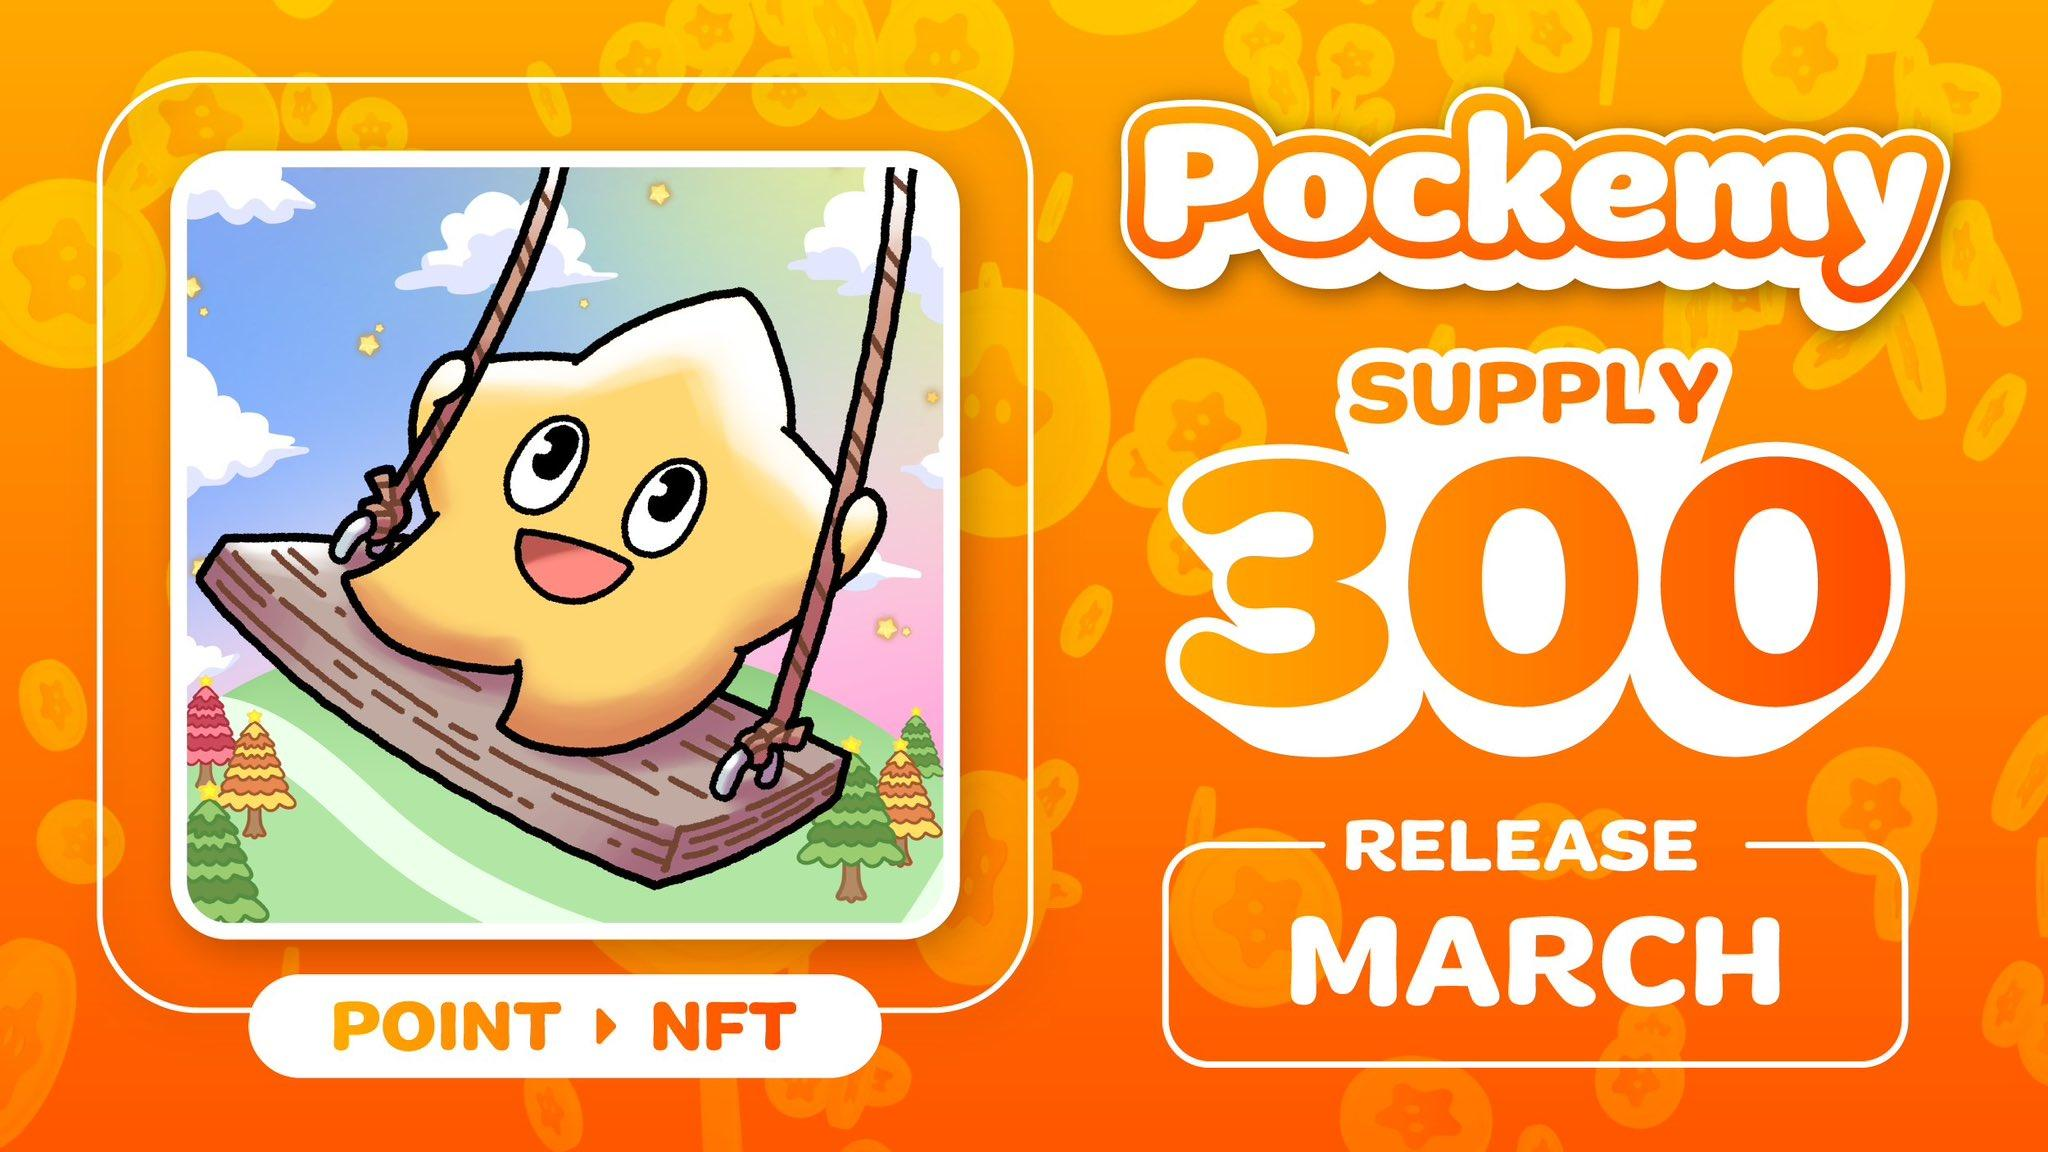 Pockemy
SUPPLY
300
RELEASE
MARCH
POINT ▸ NFT